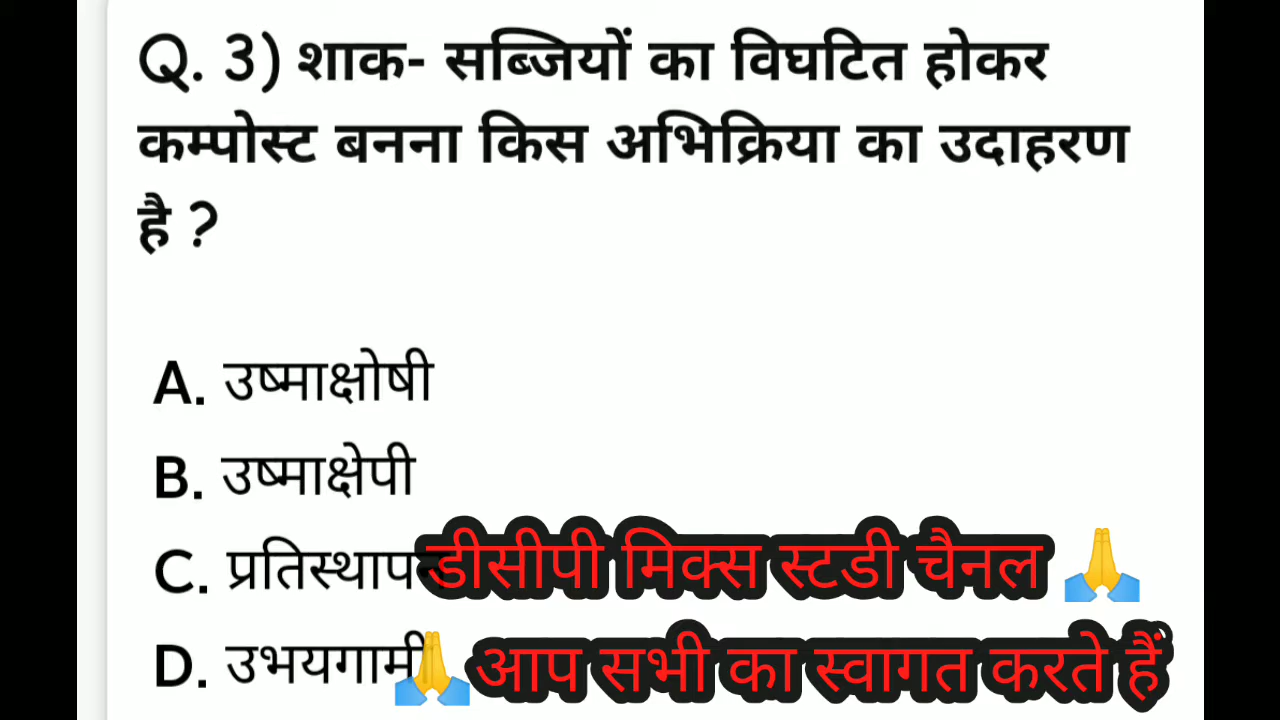 Q. 3) शाक- सब्जियों का विघटित होकर
कम्पोस्ट बनना किस अभिक्रिया का उदाहरण
है ?
A. उष्माक्षोषी
B. उष्माक्षेपी
C. प्रतिस्थापन
डीसीपी मिक्स स्टडी चैनल 🙏
D. उभयगामी
🙏 आप सभी का स्वागत करते हैं